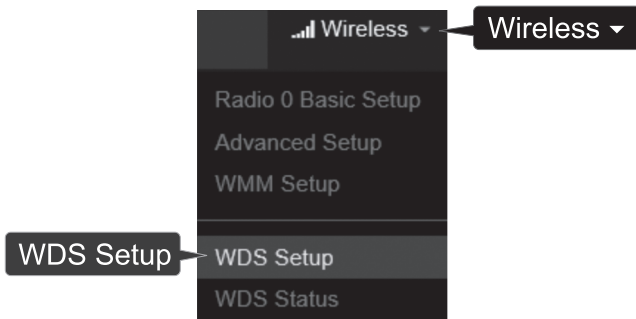 Wireless
Wireless
Radio 0 Basic Setup
Advanced Setup
WMM Setup
WDS Setup
WDS Setup
WDS Status